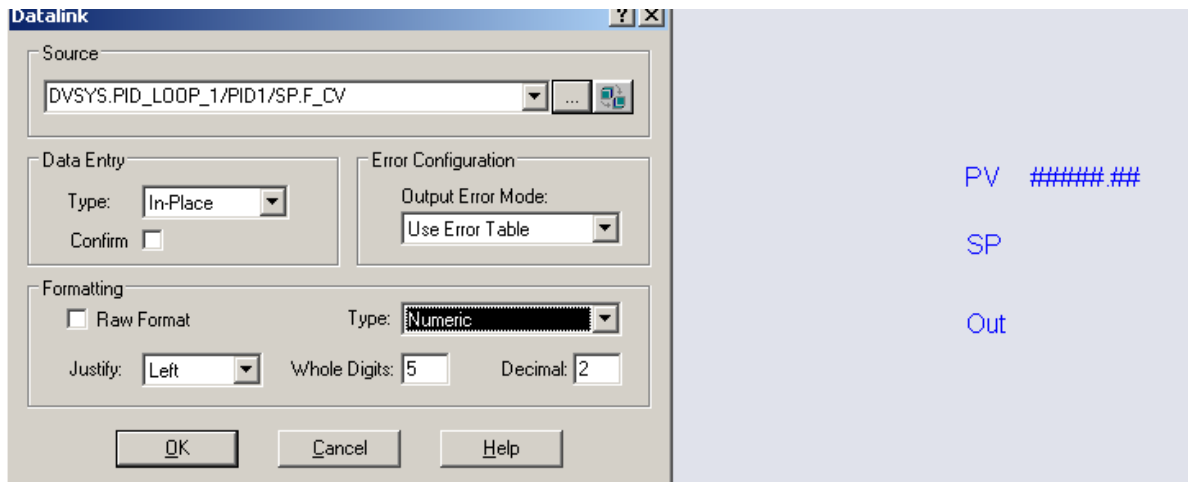 Datalink
Source
DVSYS.PID_LOOP_1/PID1/SP.F_CV
...
Data Entry
Type: In-Place
Confirm
Error Configuration
Output Error Mode:
Use Error Table
Formatting
Raw Format Type: Numeric
Justify: Left Whole Digits: 5 Decimal: 2
OK Cancel Help
PV #####.##
SP
Out